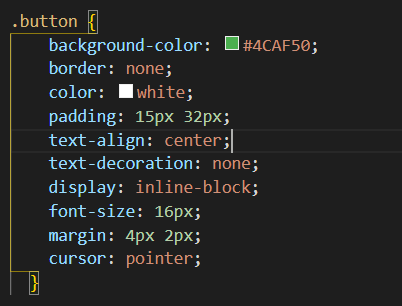 .button {
    background-color: #4CAF50;
    border: none;
    color: white;
    padding: 15px 32px;
    text-align: center;
    text-decoration: none;
    display: inline-block;
    font-size: 16px;
    margin: 4px 2px;
    cursor: pointer;
  }